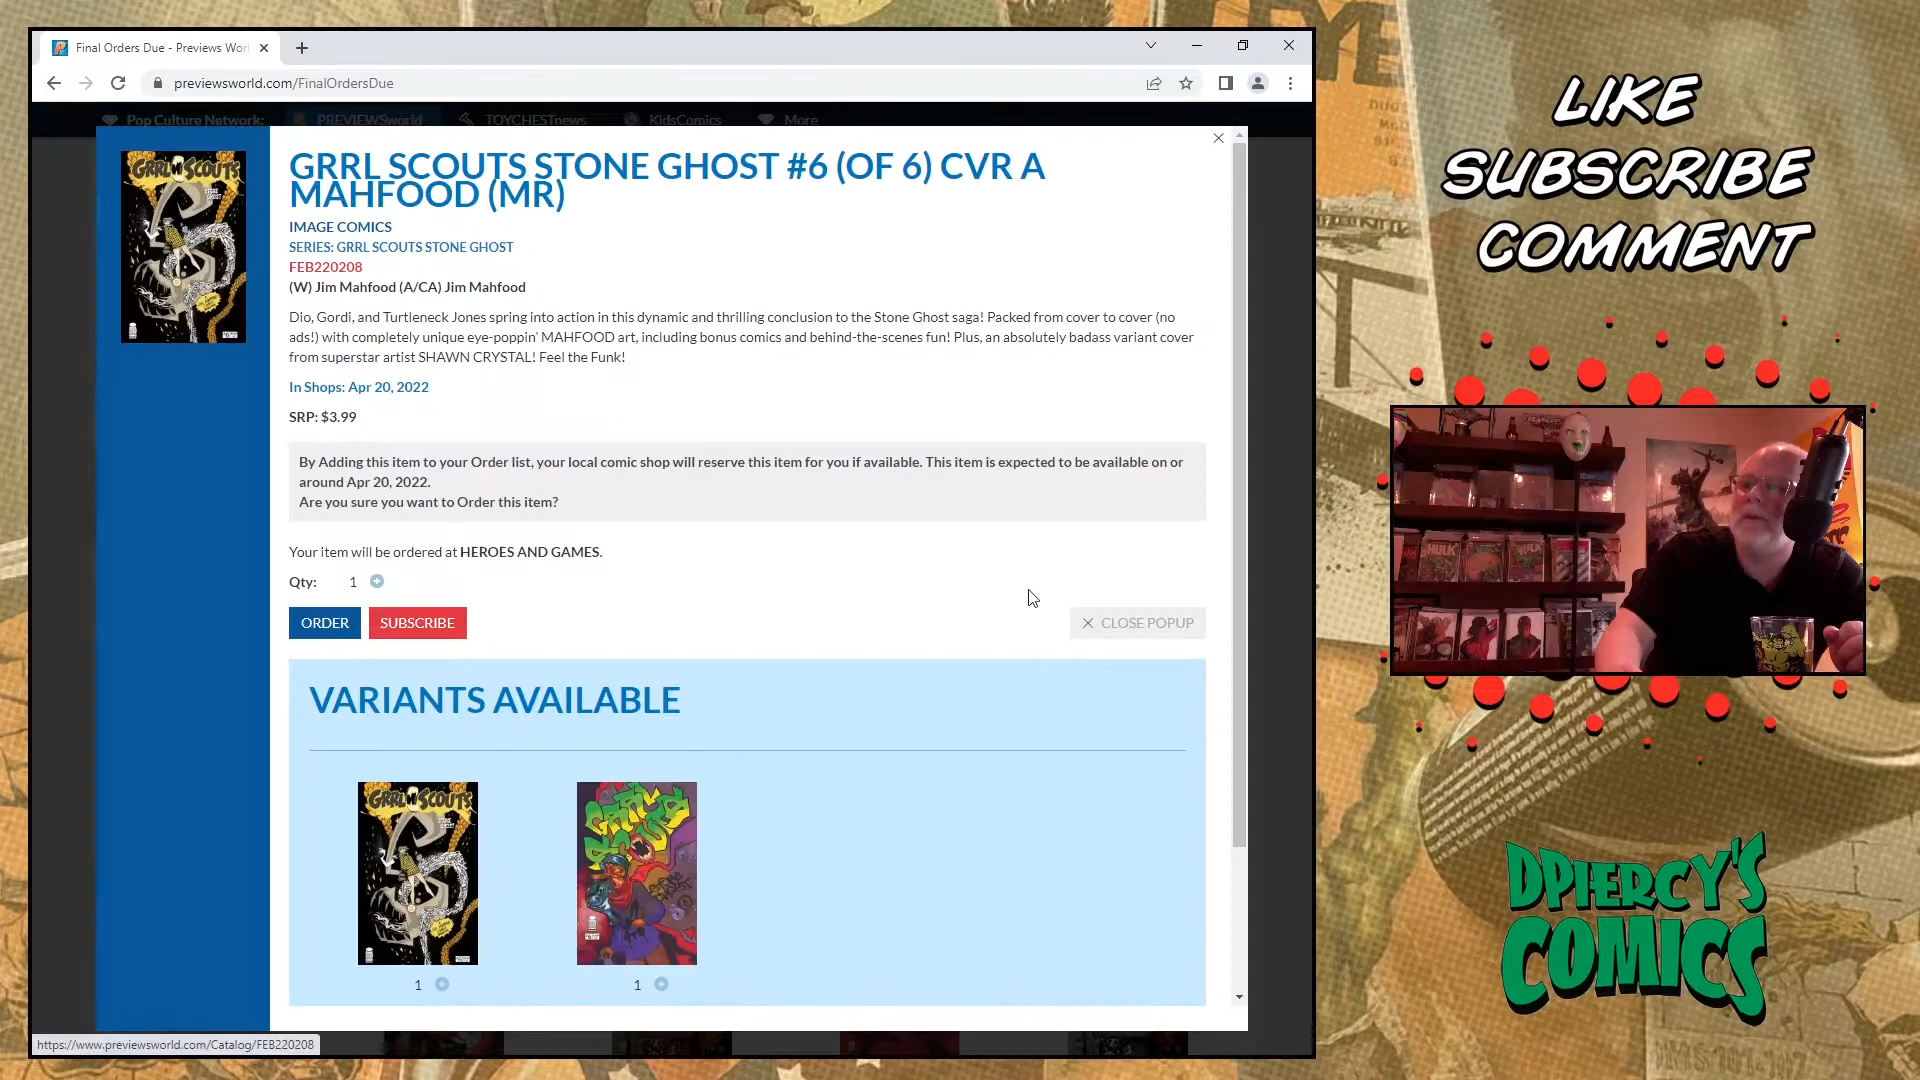 Final Orders Due - Previews Wor
previewsworld.com/FinalOrdersDue
Pop Culture Network: PREVIEWSworld TOYCHESTnews KidsComics More
GRRL SCOUTS STONE GHOST #6 (OF 6) CVR A
MAHFOOD (MR)
IMAGE COMICS
SERIES: GRRL SCOUTS STONE GHOST
FEB220208
(W) Jim Mahfood (A/CA) Jim Mahfood
Dio, Gordi, and Turtleneck Jones spring into action in this dynamic and thrilling conclusion to the Stone Ghost saga! Packed from cover to cover (no
ads!) with completely unique eye-poppin' MAHFOOD art, including bonus comics and behind-the-scenes fun! Plus, an absolutely badass variant cover
from superstar artist SHAWN CRYSTAL! Feel the Funk!
In Shops: Apr 20, 2022
SRP: $3.99
By Adding this item to your Order list, your local comic shop will reserve this item for you if available. This item is expected to be available on or
around Apr 20, 2022.
Are you sure you want to Order this item?
Your item will be ordered at HEROES AND GAMES.
Qty: 1
ORDER SUBSCRIBE CLOSE POPUP
VARIANTS AVAILABLE
1 1
https://www.previewsworld.com/Catalog/FEB220208
GRRL SCOUTS
GRRL SCOUTS
LIKE
SUBSCRIBE
COMMENT
HULK
DPIERCY'S
COMICS